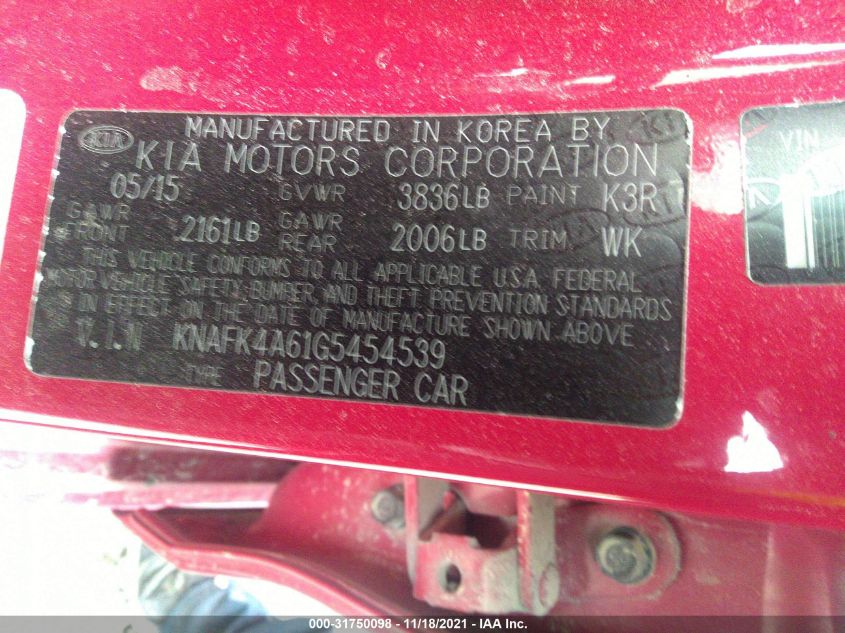 KIA MANUFACTURED IN KOREA BY
KIA MOTORS CORPORATION
05/15 GVWR 3836LB PAINT K3R
GAWR FRONT 2161LB GAWR REAR 2006LB TRIM WK
THIS VEHICLE CONFORMS TO ALL APPLICABLE U.S.A. FEDERAL
MOTOR VEHICLE SAFETY, BUMPER, AND THEFT PREVENTION STANDARDS
IN EFFECT ON THE DATE OF MANUFACTURE SHOWN ABOVE
V.I.N KNAFK4A61G5454539
TYPE PASSENGER CAR
VIN
000-31750098 - 11/18/2021 - IAA Inc.